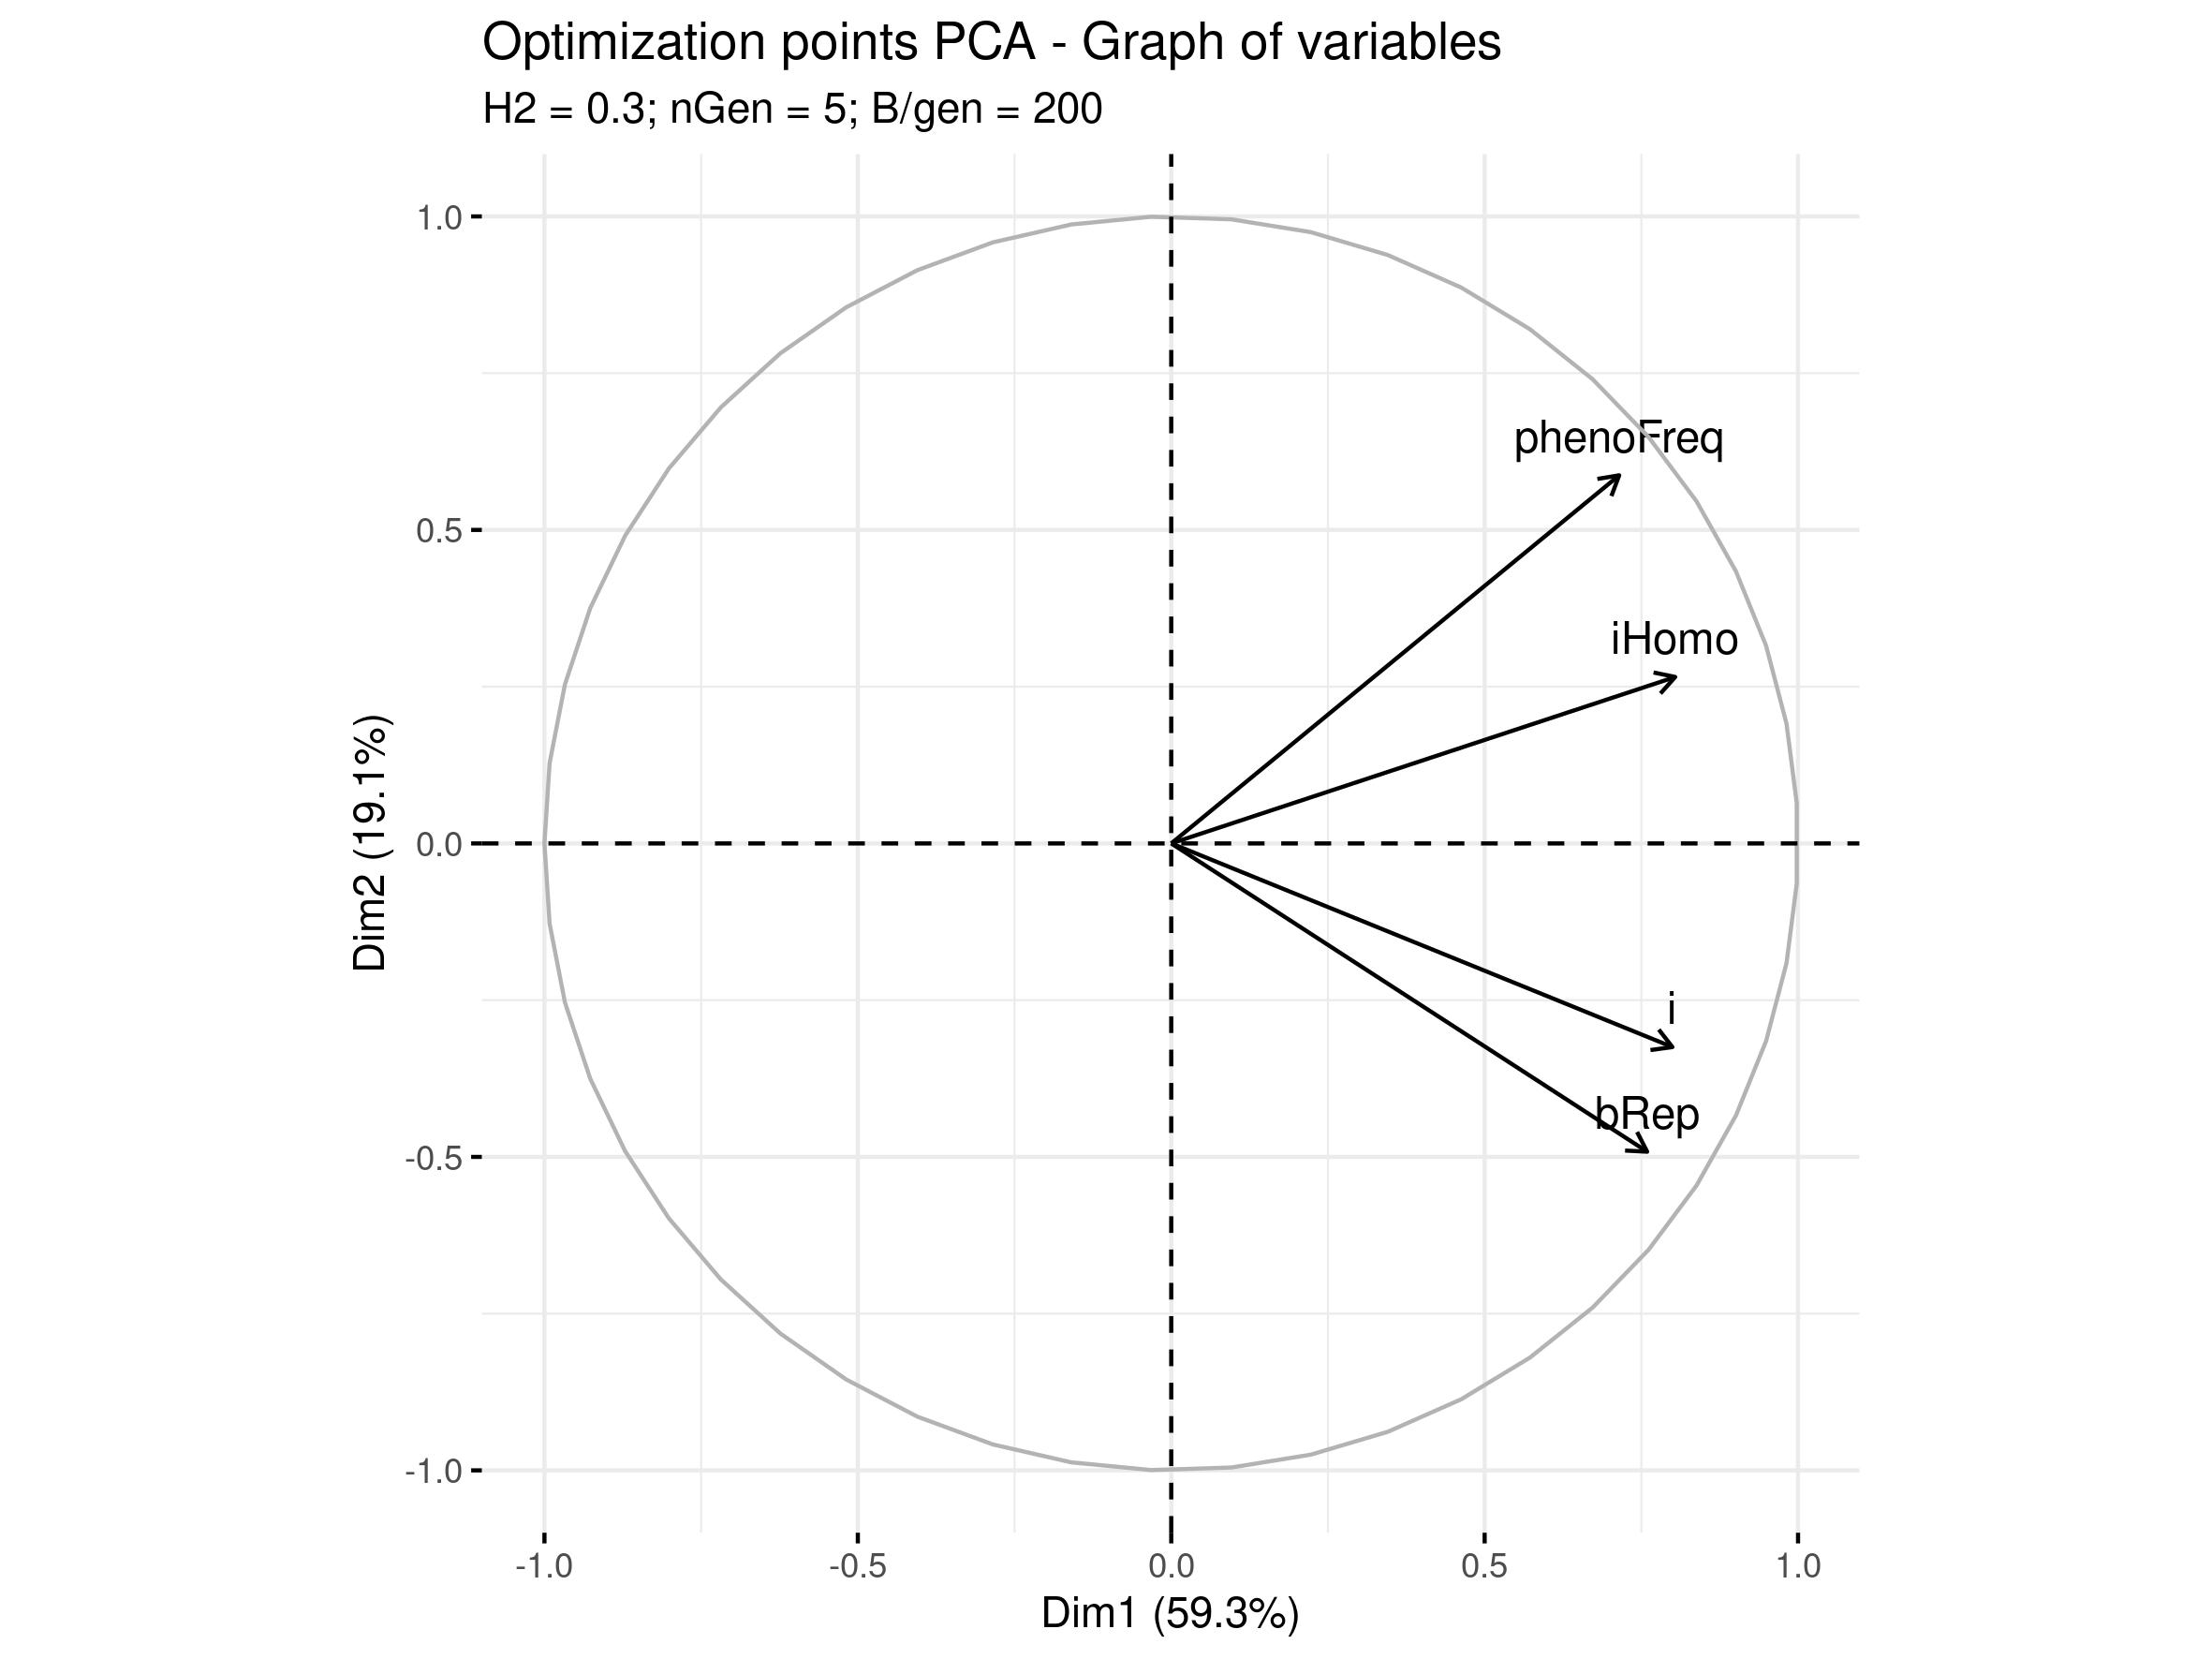 Optimization points PCA - Graph of variables
H2 = 0.3; nGen = 5; B/gen = 200
1.0
0.5
0.0
-0.5
-1.0
Dim2 (19.1%)
phenoFreq
iHomo
i
bRep
-1.0
-0.5
0.0
0.5
1.0
Dim1 (59.3%)